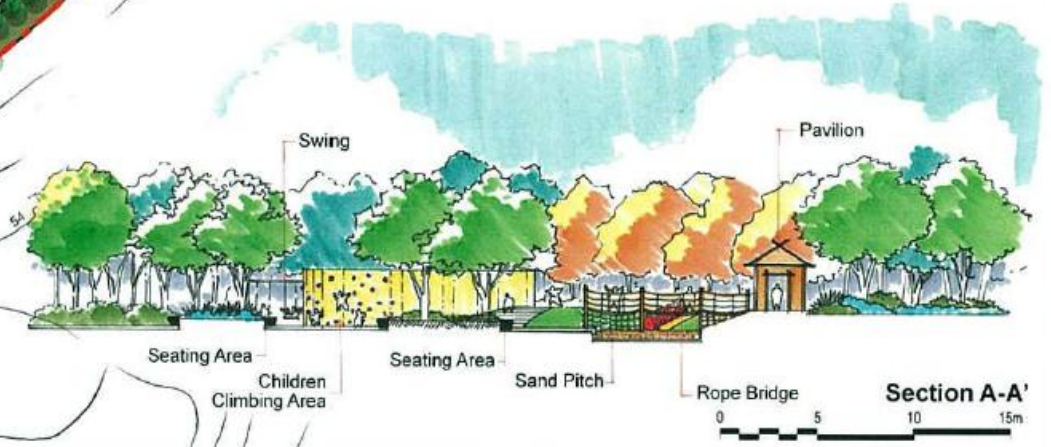 Swing
Pavilion
Seating Area
Children
Climbing Area
Seating Area
Sand Pitch
Rope Bridge
Section A-A'
0 5 10 15m